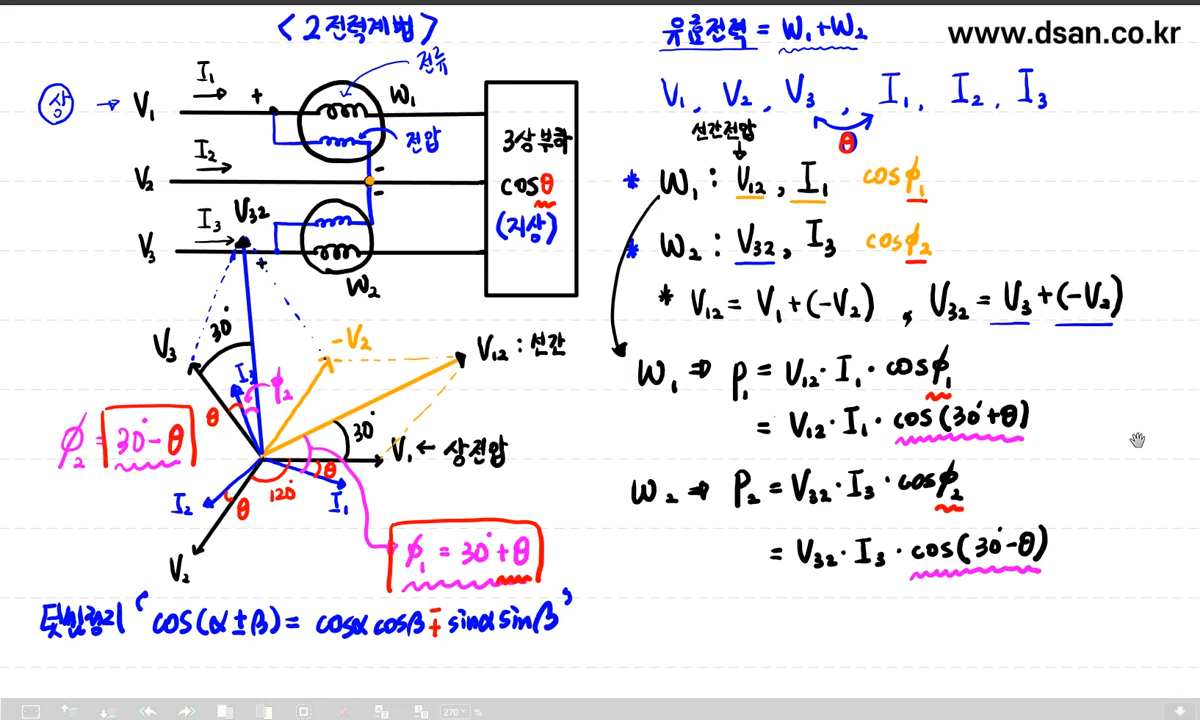 <2전력계법>
유효전력 = W₁+W₂
www.dsan.co.kr
전류
I₁
+
W₁
상 → V₁
전압
3상부하
cosθ
(지상)
I₂
V₂
-
-
I₃
V₃
+
W₂
V₁, V₂, V₃, I₁, I₂, I₃
θ
선간전압
* W₁ : V₁₂, I₁ cosϕ₁
* W₂ : V₃₂, I₃ cosϕ₂
* V₁₂ = V₁+(-V₂), V₃₂ = V₃+(-V₂)
W₁ ⇒ P₁ = V₁₂·I₁·cosϕ₁
= V₁₂·I₁·cos(30°+θ)
W₂ ⇒ P₂ = V₃₂·I₃·cosϕ₂
= V₃₂·I₃·cos(30°-θ)
V₃₂
30°
V₃
-V₂
V₁₂ : 선간
I₃
ϕ₂
θ
ϕ₂ = 30°-θ
30°
V₁ ← 상전압
θ
I₂
θ
120°
I₁
V₂
ϕ₁ = 30°+θ
덧셈정리 "cos(α±β) = cosαcosβ∓sinαsinβ"
270 %